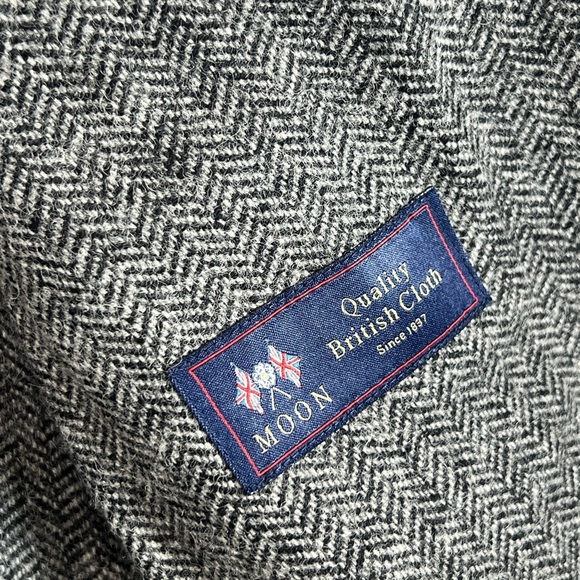 MOON
Quality
British Cloth
Since 1837